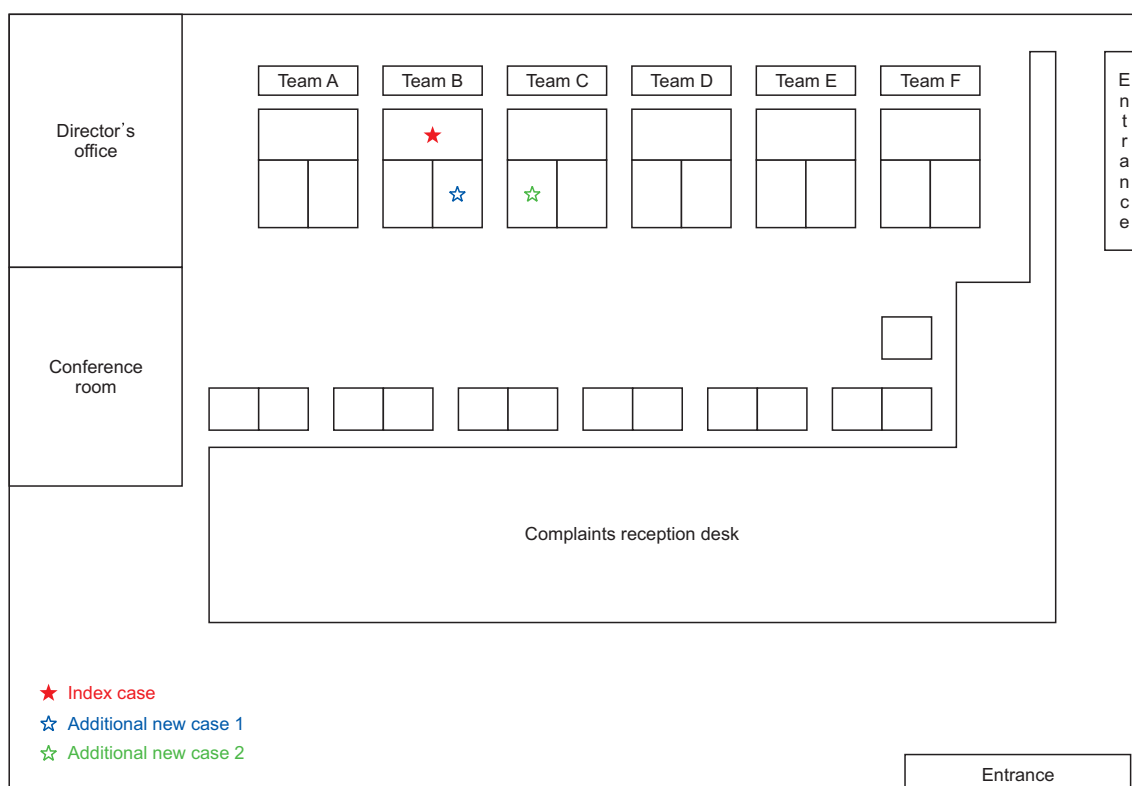 Director's
office
Team A
Team B
Team C
Team D
Team E
Team F
Entrance
Conference
room
Complaints reception desk
Index case
Additional new case 1
Additional new case 2
Entrance